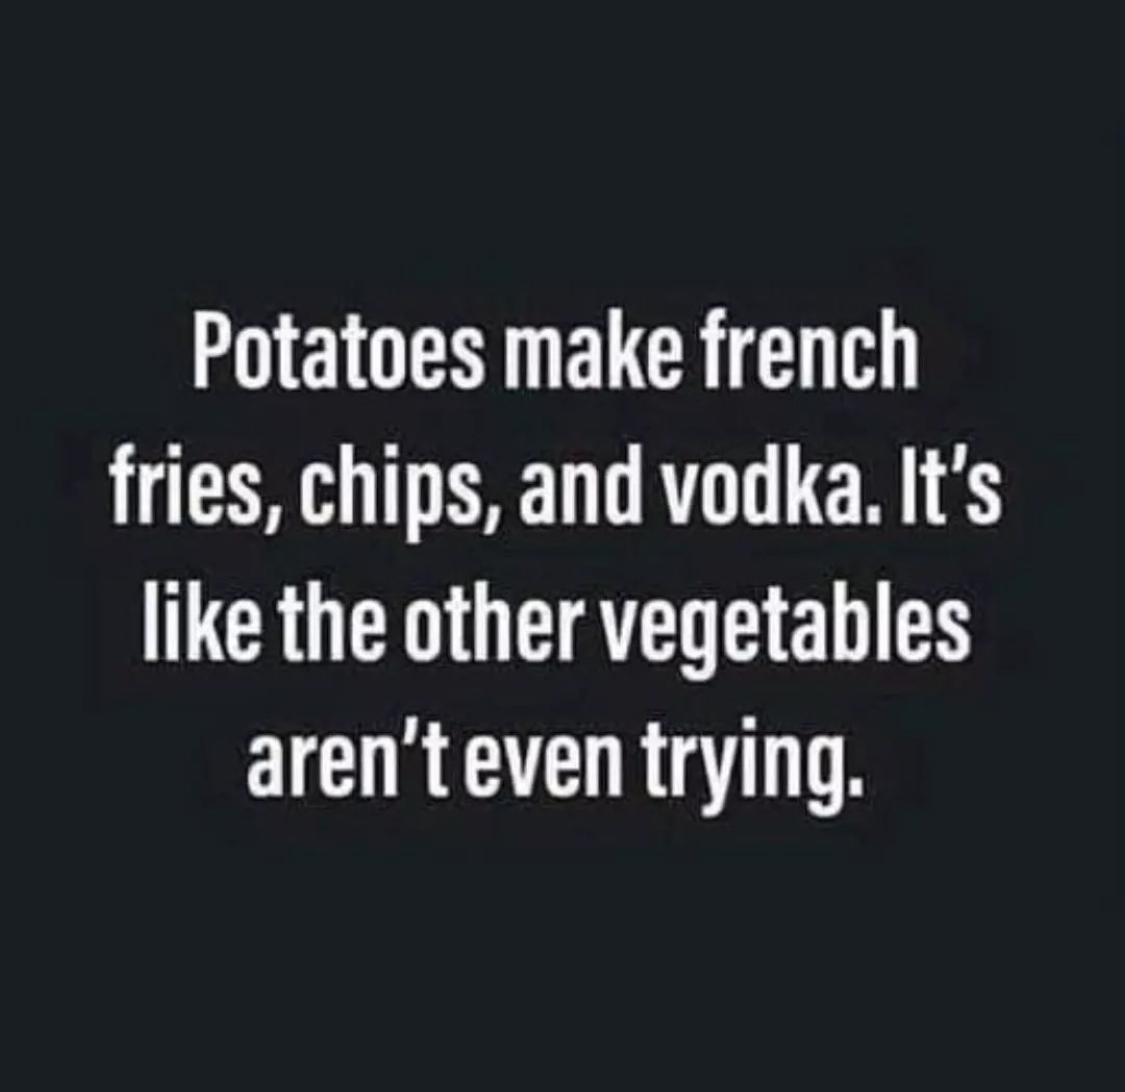 Potatoes make french
fries, chips, and vodka. It’s
like the other vegetables
aren’t even trying.